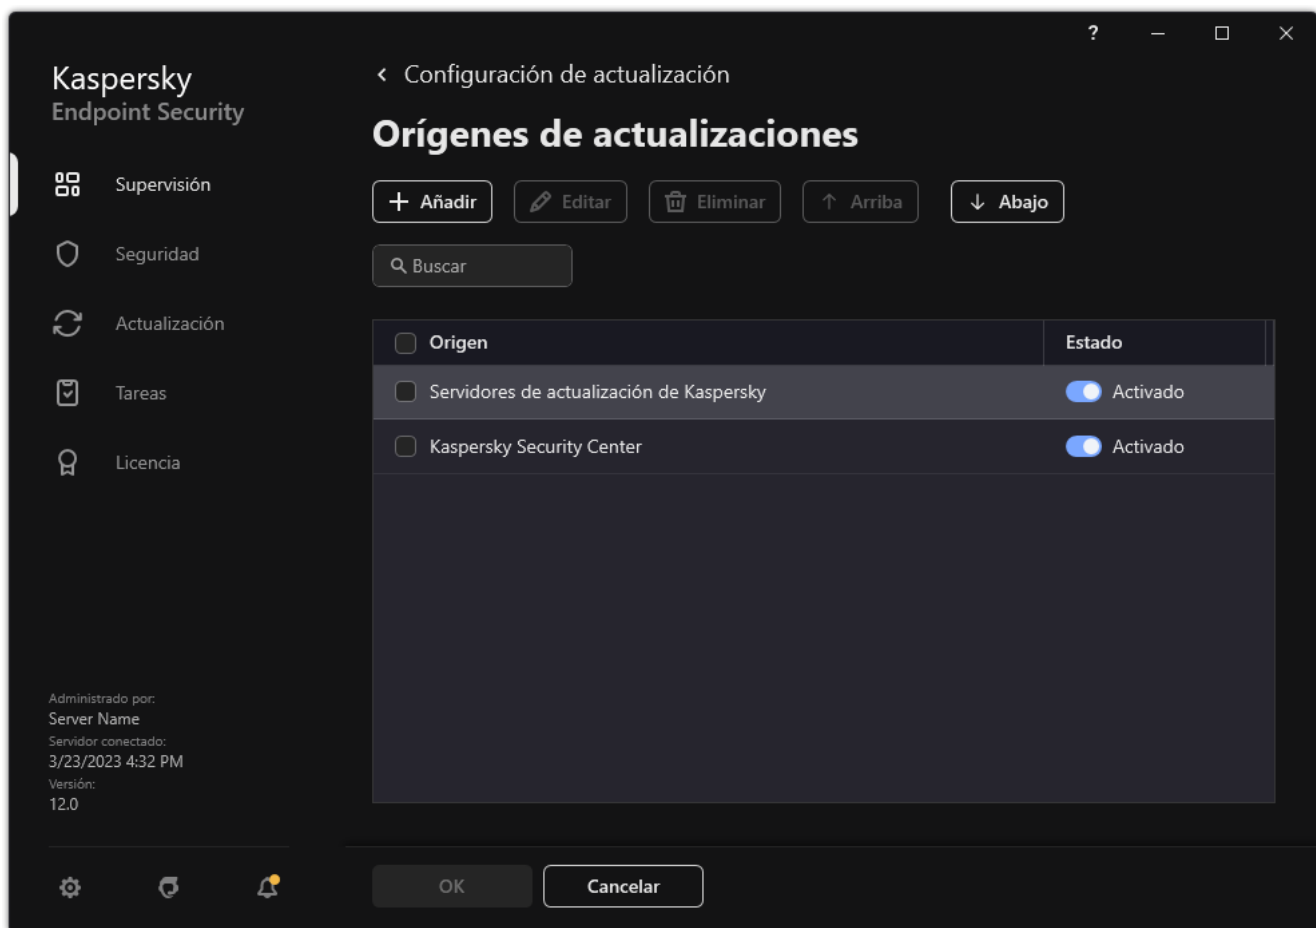 ?
Kaspersky
Endpoint Security
Supervisión
Seguridad
Actualización
Tareas
Licencia
Administrado por:
Server Name
Servidor conectado:
3/23/2023 4:32 PM
Versión:
12.0
Configuración de actualización
Orígenes de actualizaciones
Añadir Editar Eliminar Arriba Abajo
Buscar
Origen Estado
Servidores de actualización de Kaspersky Activado
Kaspersky Security Center Activado
OK Cancelar